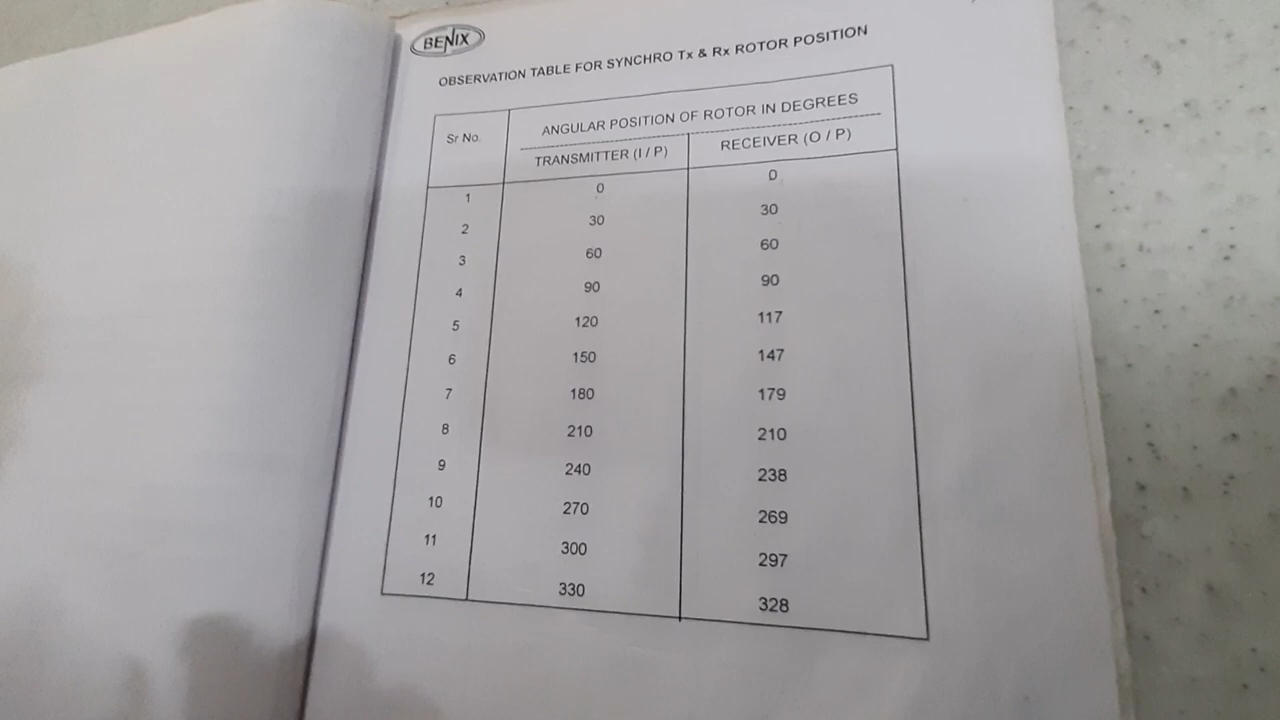 BENIX
OBSERVATION TABLE FOR SYNCHRO Tx & Rx ROTOR POSITION
Sr No. ANGULAR POSITION OF ROTOR IN DEGREES
TRANSMITTER (I / P) RECEIVER (O / P)
1 0 0
2 30 30
3 60 60
4 90 90
5 120 117
6 150 147
7 180 179
8 210 210
9 240 238
10 270 269
11 300 297
12 330 328